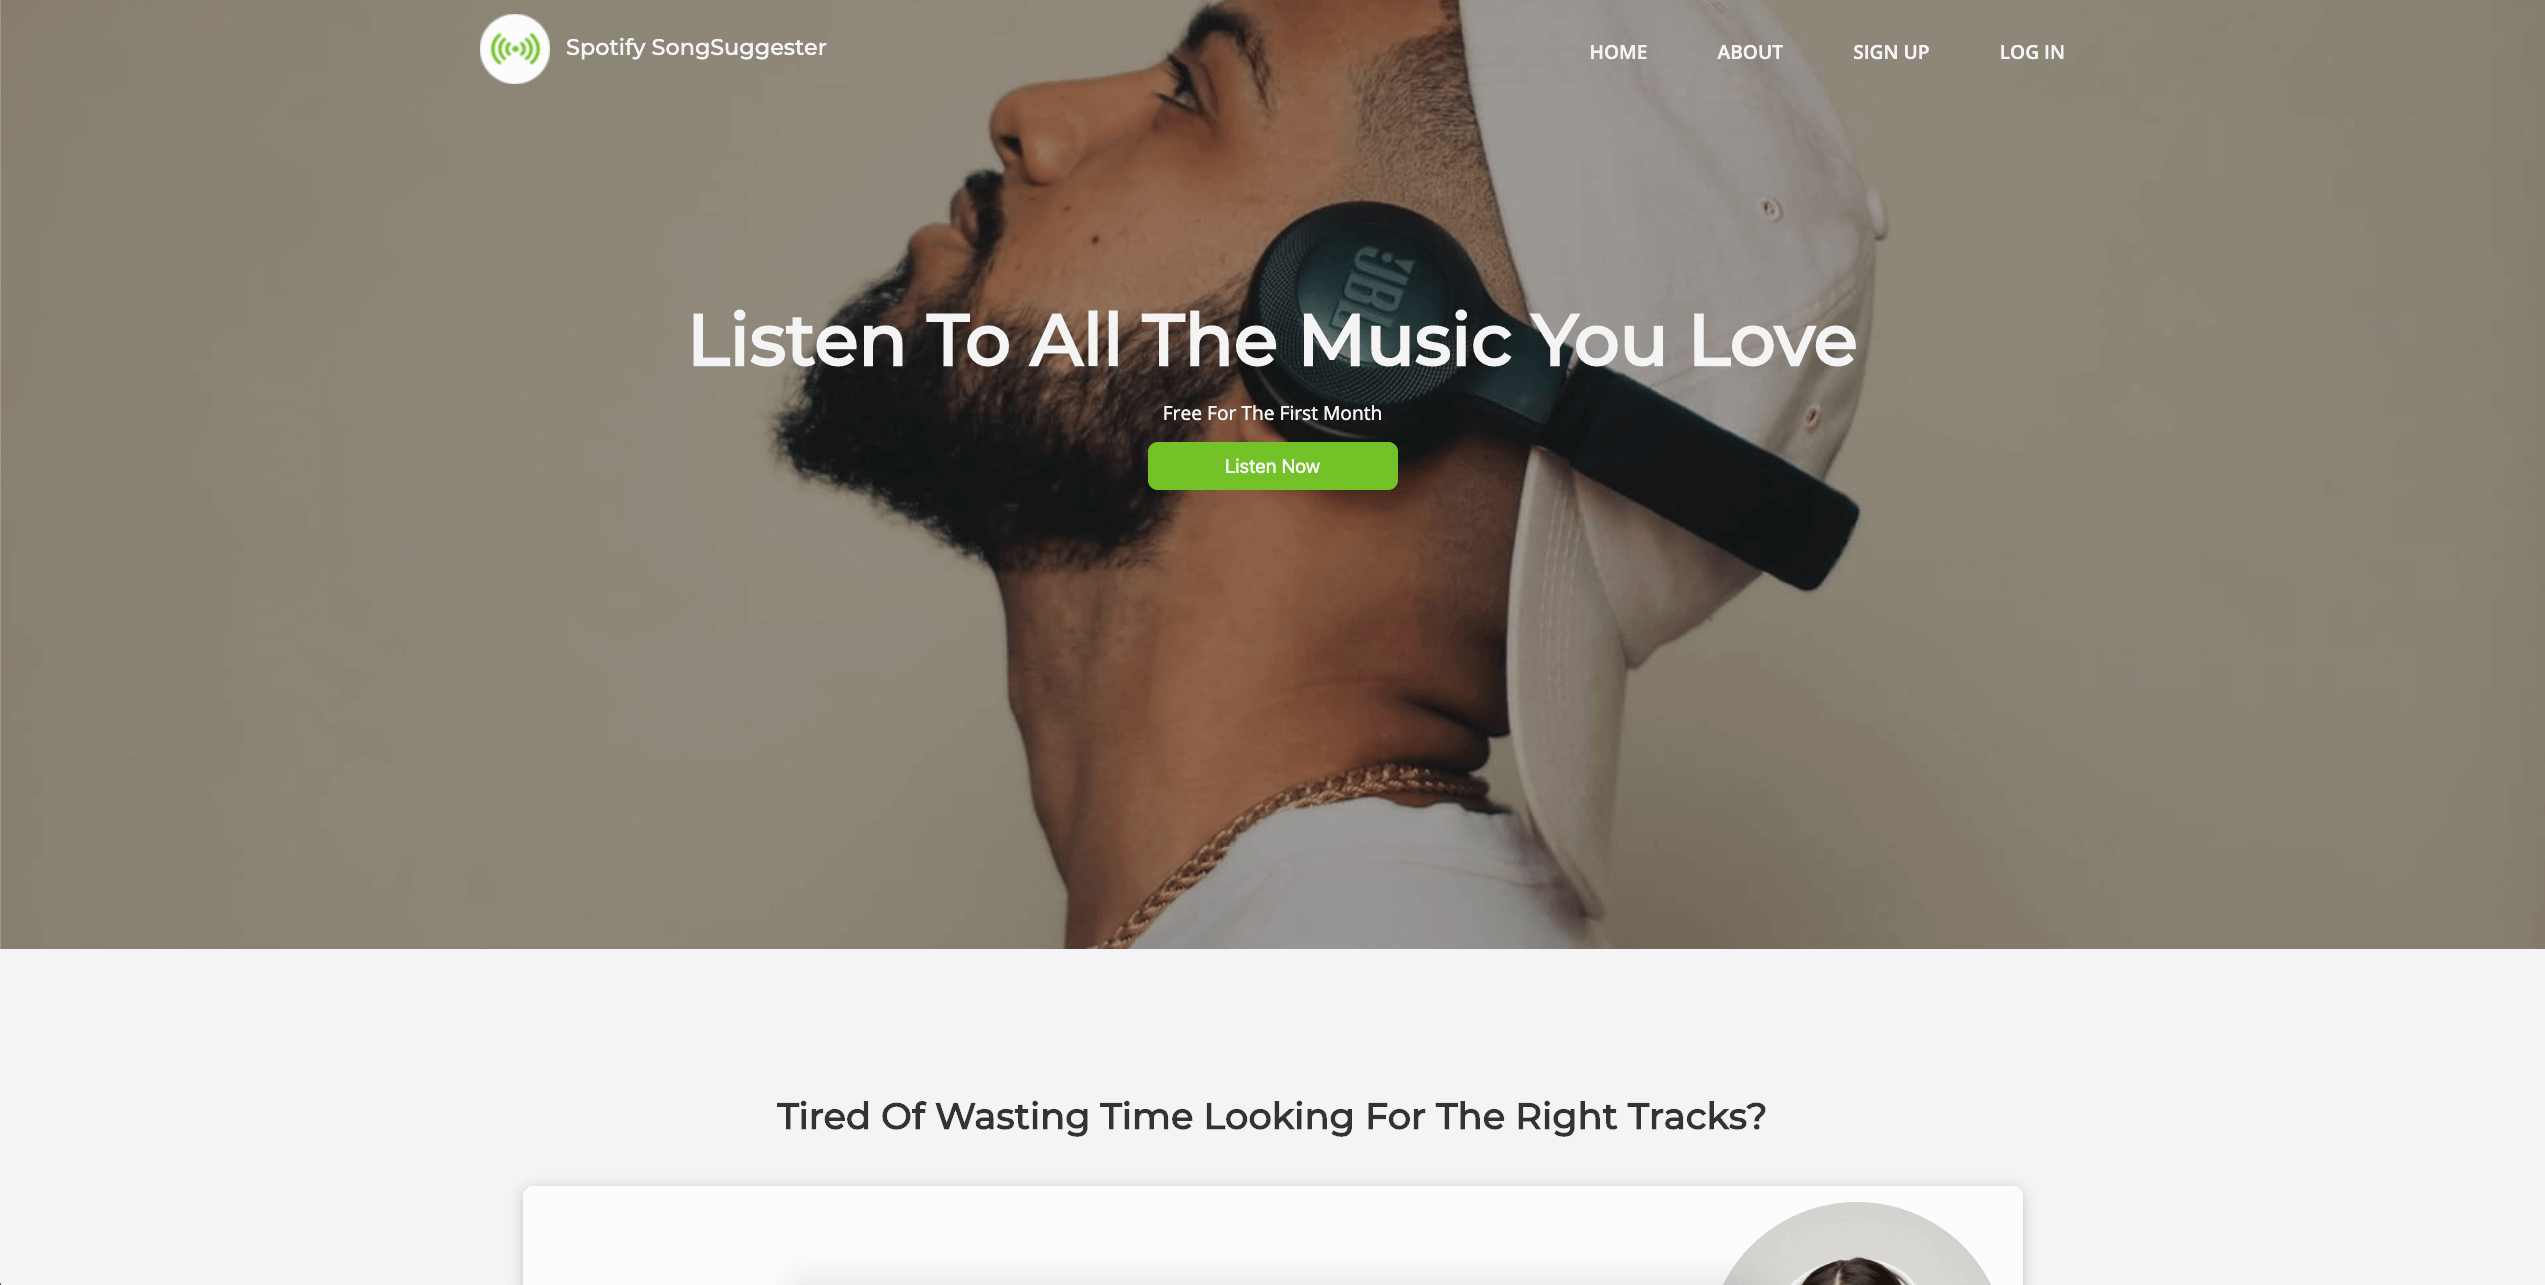 Spotify SongSuggester
HOME ABOUT SIGN UP LOG IN
JBL
Listen To All The Music You Love
Free For The First Month
Listen Now
Tired Of Wasting Time Looking For The Right Tracks?